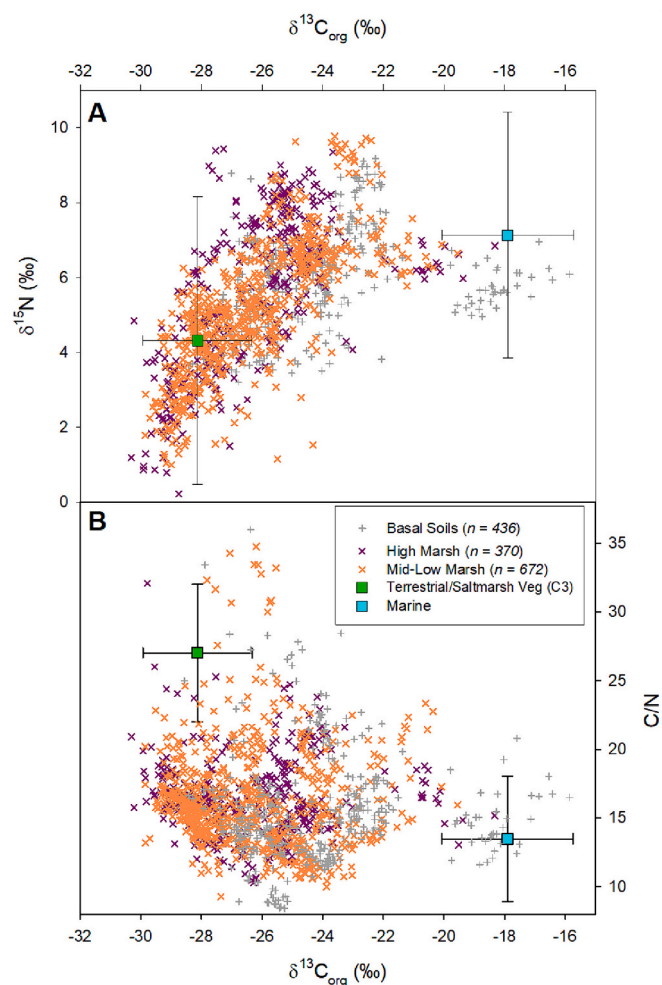 δ¹³Cₒᵣg (‰)
-32 -30 -28 -26 -24 -22 -20 -18 -16
A
10
8
6
4
2
0
δ¹⁵N (‰)
B
Basal Soils (n = 436)
High Marsh (n = 370)
Mid-Low Marsh (n = 672)
Terrestrial/Saltmarsh Veg (C3)
Marine
35
30
25
20
15
10
C/N
-32 -30 -28 -26 -24 -22 -20 -18 -16
δ¹³Cₒᵣg (‰)